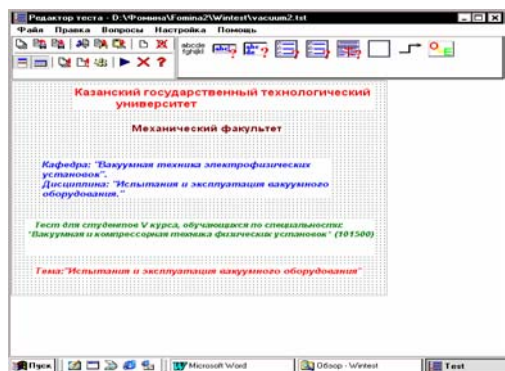 Редактор теста - D:\Фомина\Fomina2\Wintest\vacuum2.tst
Файл Правка Вопросы Настройка Помощь
abcde
fghijkl
Казанский государственный технологический
университет
Механический факультет
Кафедра: "Вакуумная техника электрофизических
установок".
Дисциплина: "Испытания и эксплуатация вакуумного
оборудования."
Тест для студентов V курса, обучающихся по специальности:
"Вакуумная и компрессорная техника физических установок" (101500)
Тема:"Испытания и эксплуатация вакуумного оборудования"
Пуск Microsoft Word Обзор - Wintest Test